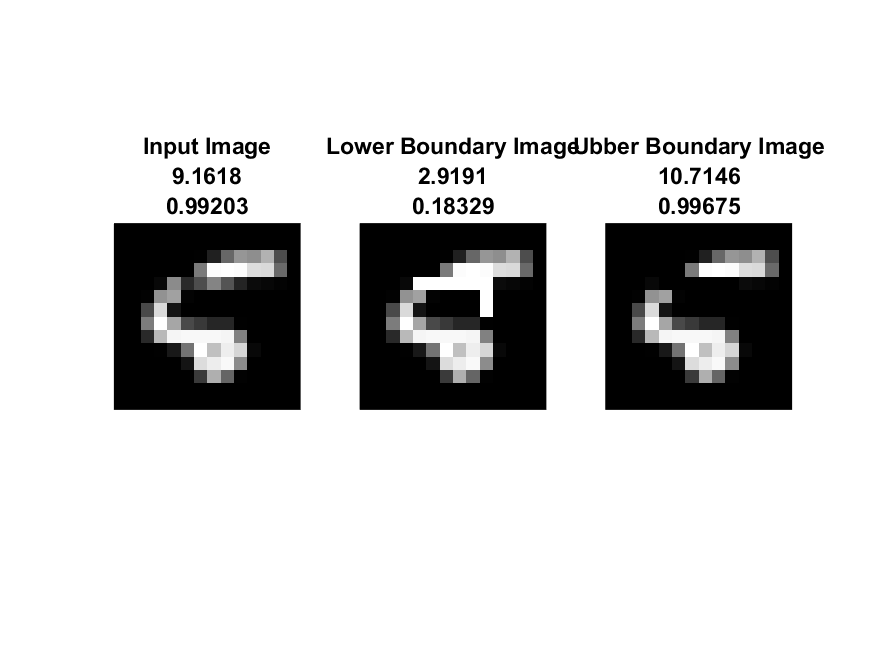 Input Image
9.1618
0.99203
Lower Boundary Image
2.9191
0.18329
Ubber Boundary Image
10.7146
0.99675